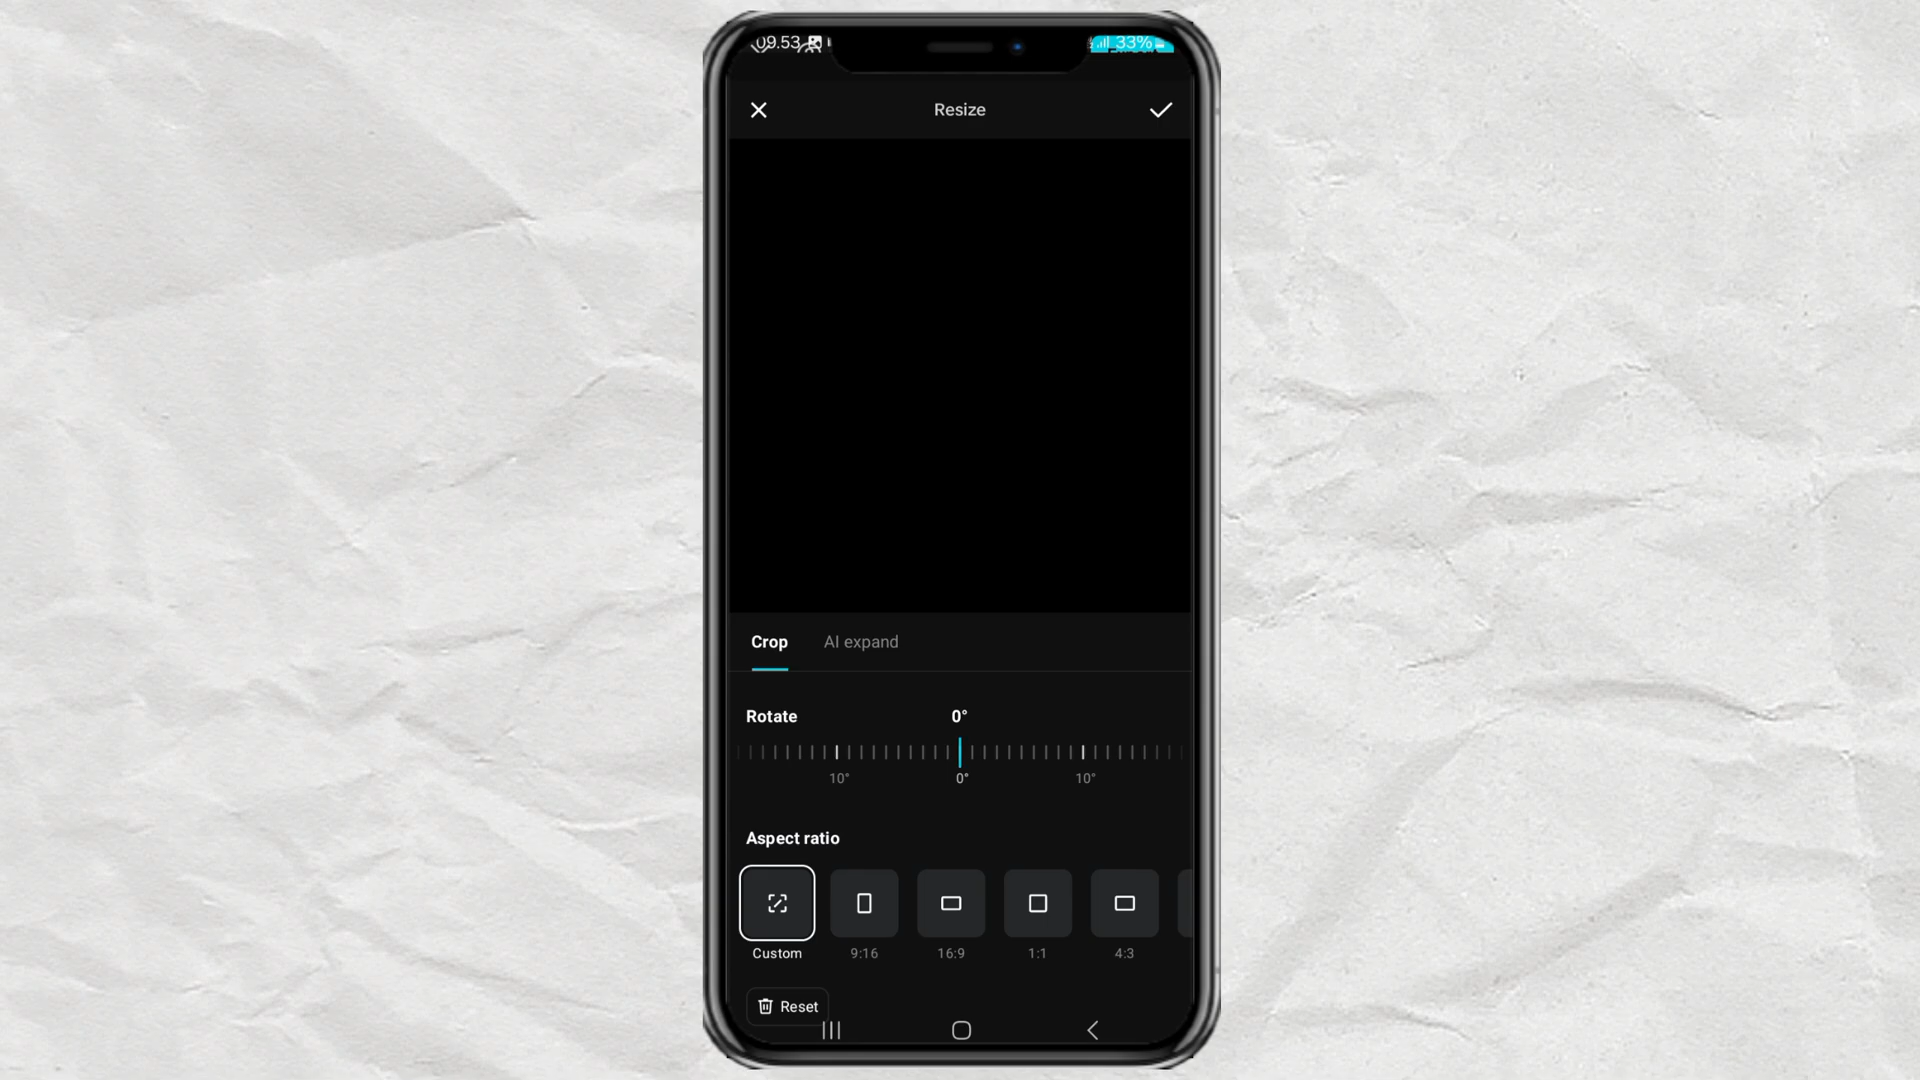 09.53
33%
Resize
Crop AI expand
Rotate 0°
10° 0° 10°
Aspect ratio
Custom 9:16 16:9 1:1 4:3
Reset